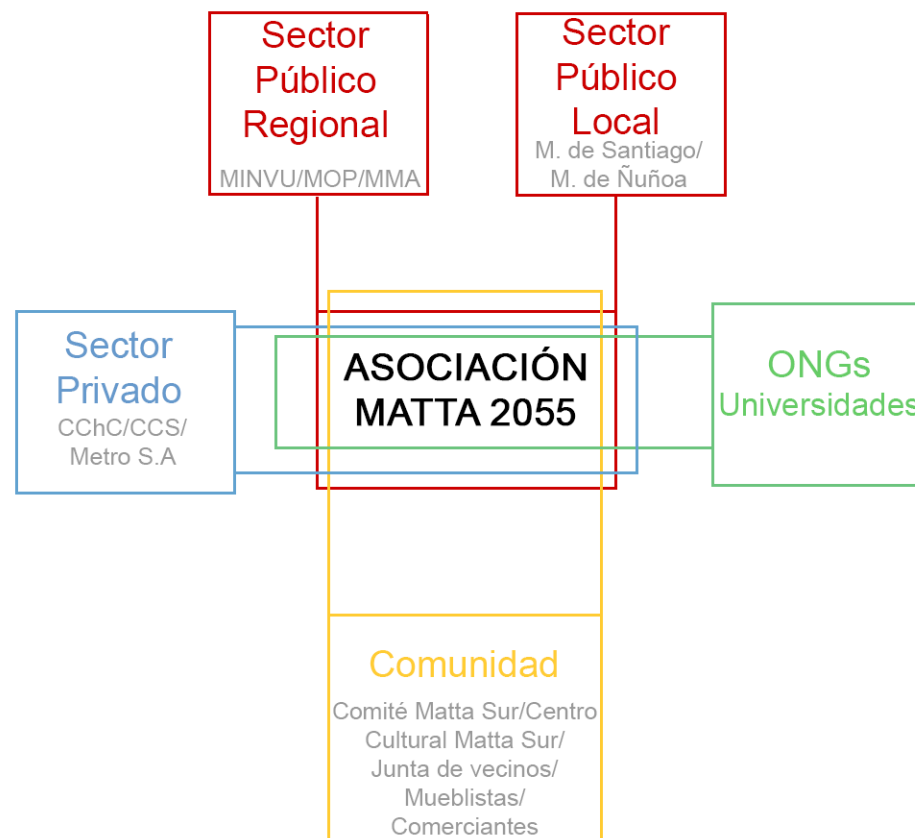 Sector
Público
Regional
MINVU/MOP/MMA
Sector
Público
Local
M. de Santiago/
M. de Ñuñoa
Sector
Privado
CChC/CCS/
Metro S.A
ASOCIACIÓN
MATTA 2055
ONGs
Universidades
Comunidad
Comité Matta Sur/Centro
Cultural Matta Sur/
Junta de vecinos/
Mueblistas/
Comerciantes